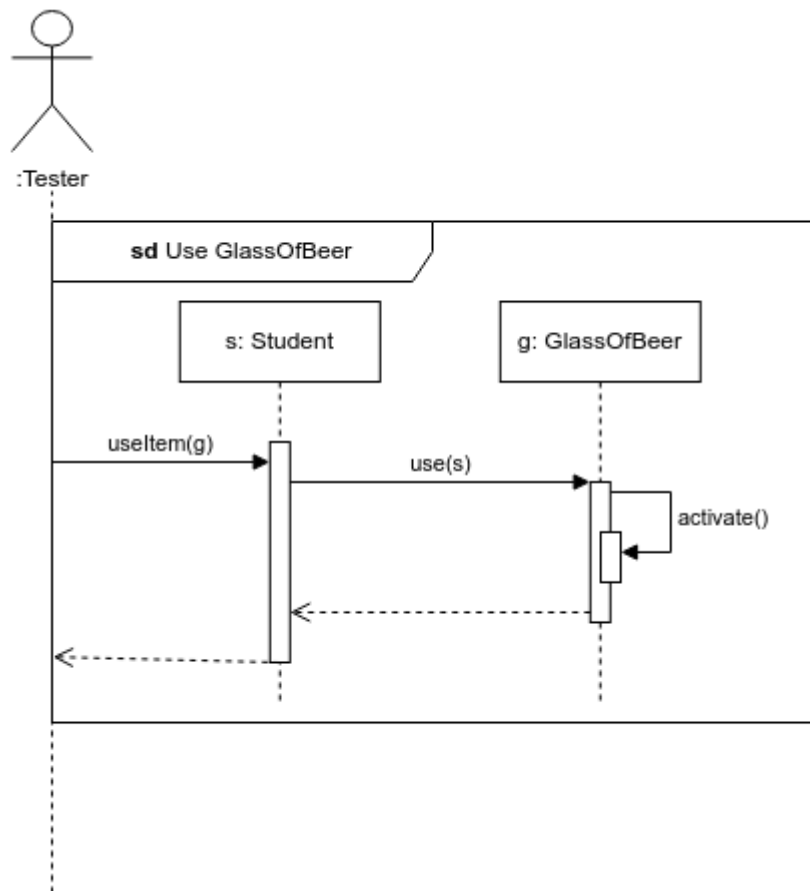 :Tester
sd Use GlassOfBeer
s: Student
g: GlassOfBeer
useItem(g)
use(s)
activate()